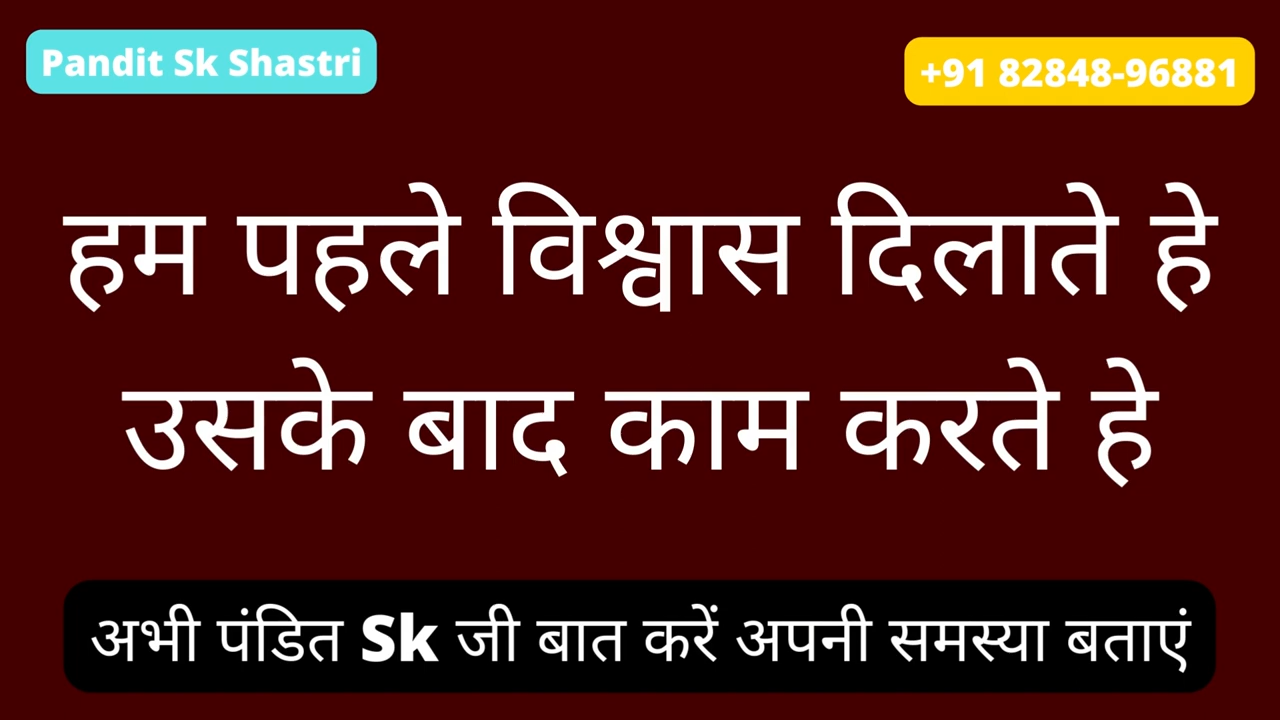 Pandit Sk Shastri
+91 82848-96881
हम पहले विश्वास दिलाते हे
उसके बाद काम करते हे
अभी पंडित Sk जी बात करें अपनी समस्या बताएं